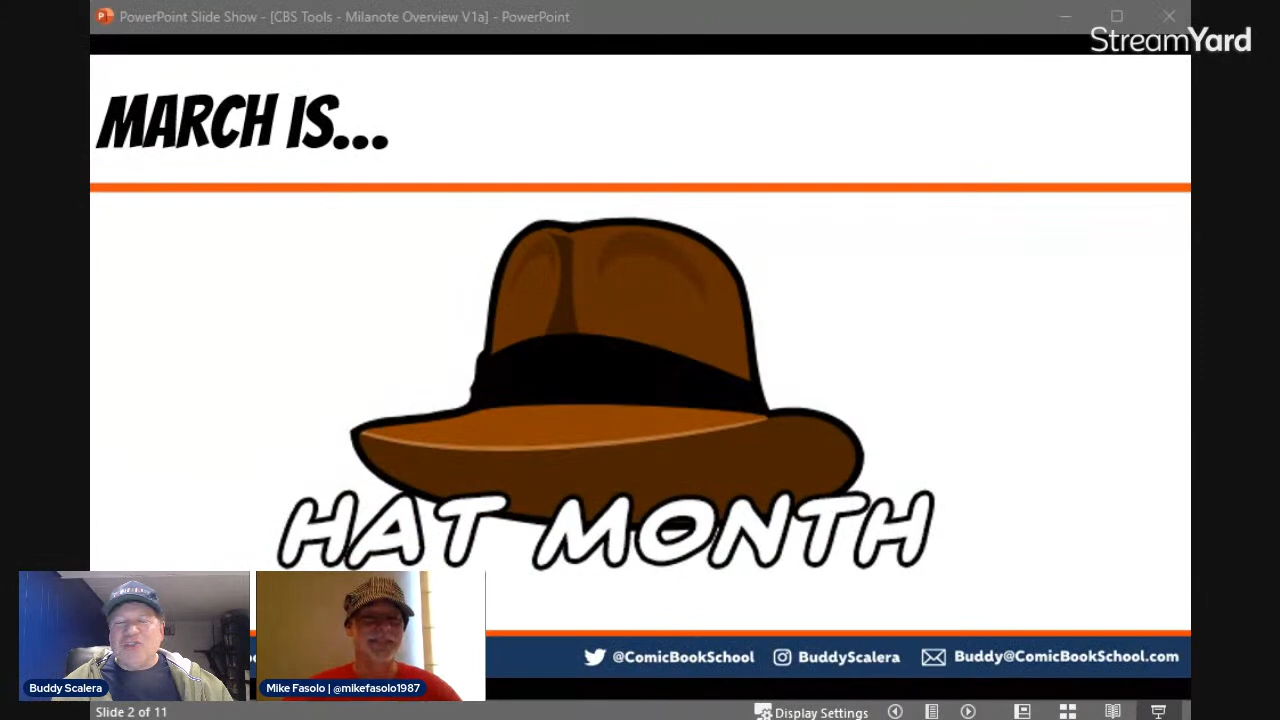 PowerPoint Slide Show - [CBS Tools - Milanote Overview V1a] - PowerPoint
StreamYard
MARCH IS...
HAT MONTH
@ComicBookSchool
BuddyScalera
Buddy@ComicBookSchool.com
Buddy Scalera
Mike Fasolo | @mikefasolo1987
Slide 2 of 11
Display Settings